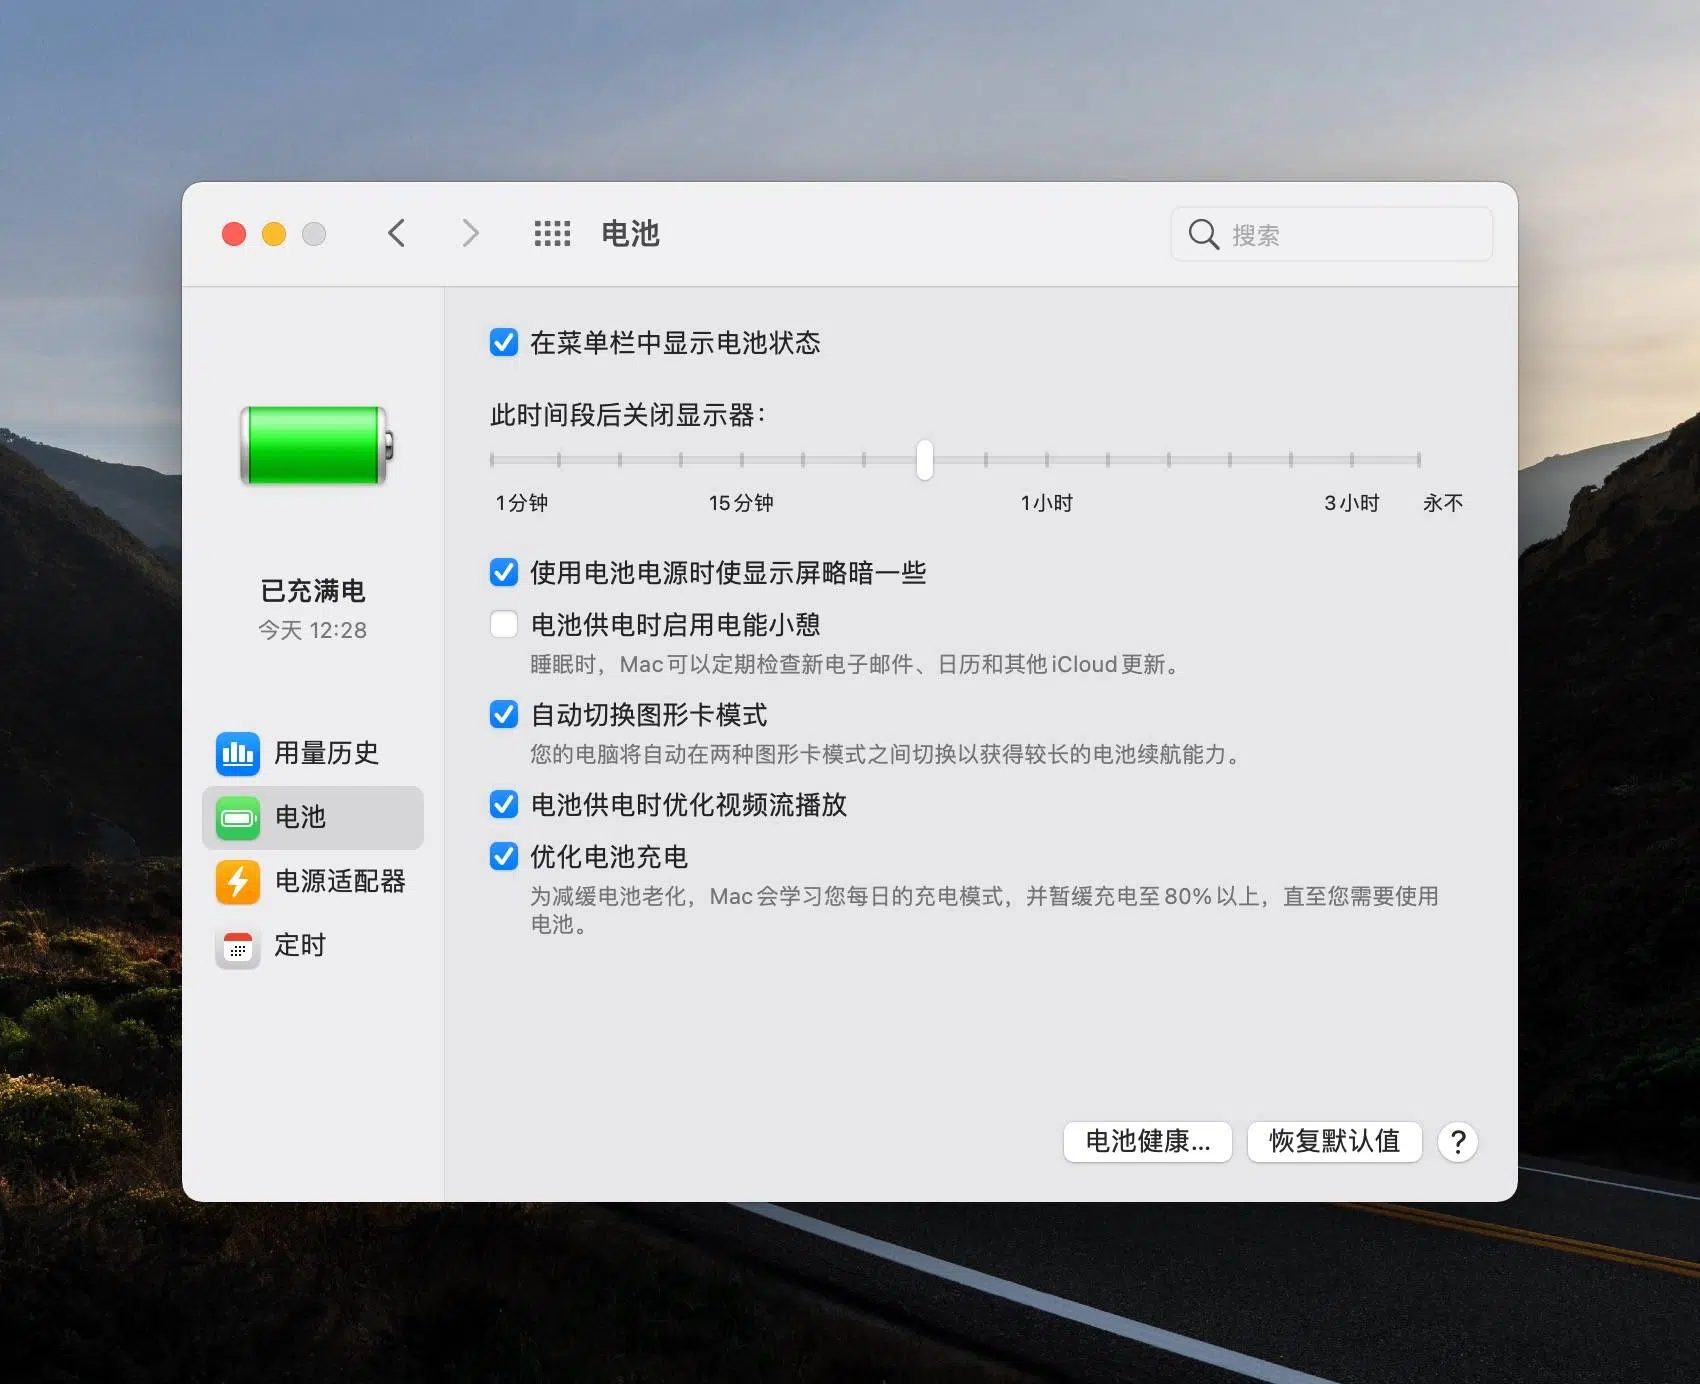 电池
搜索
在菜单栏中显示电池状态
此时间段后关闭显示器：
1分钟
15分钟
1小时
3小时
永不
已充满电
今天 12:28
使用电池电源时使显示屏略暗一些
电池供电时启用电能小憩
睡眠时，Mac可以定期检查新电子邮件、日历和其他iCloud更新。
自动切换图形卡模式
您的电脑将自动在两种图形卡模式之间切换以获得较长的电池续航能力。
电池供电时优化视频流播放
优化电池充电
为减缓电池老化，Mac会学习您每日的充电模式，并暂缓充电至80%以上，直至您需要使用
电池。
用量历史
电池
电源适配器
定时
电池健康...
恢复默认值
?